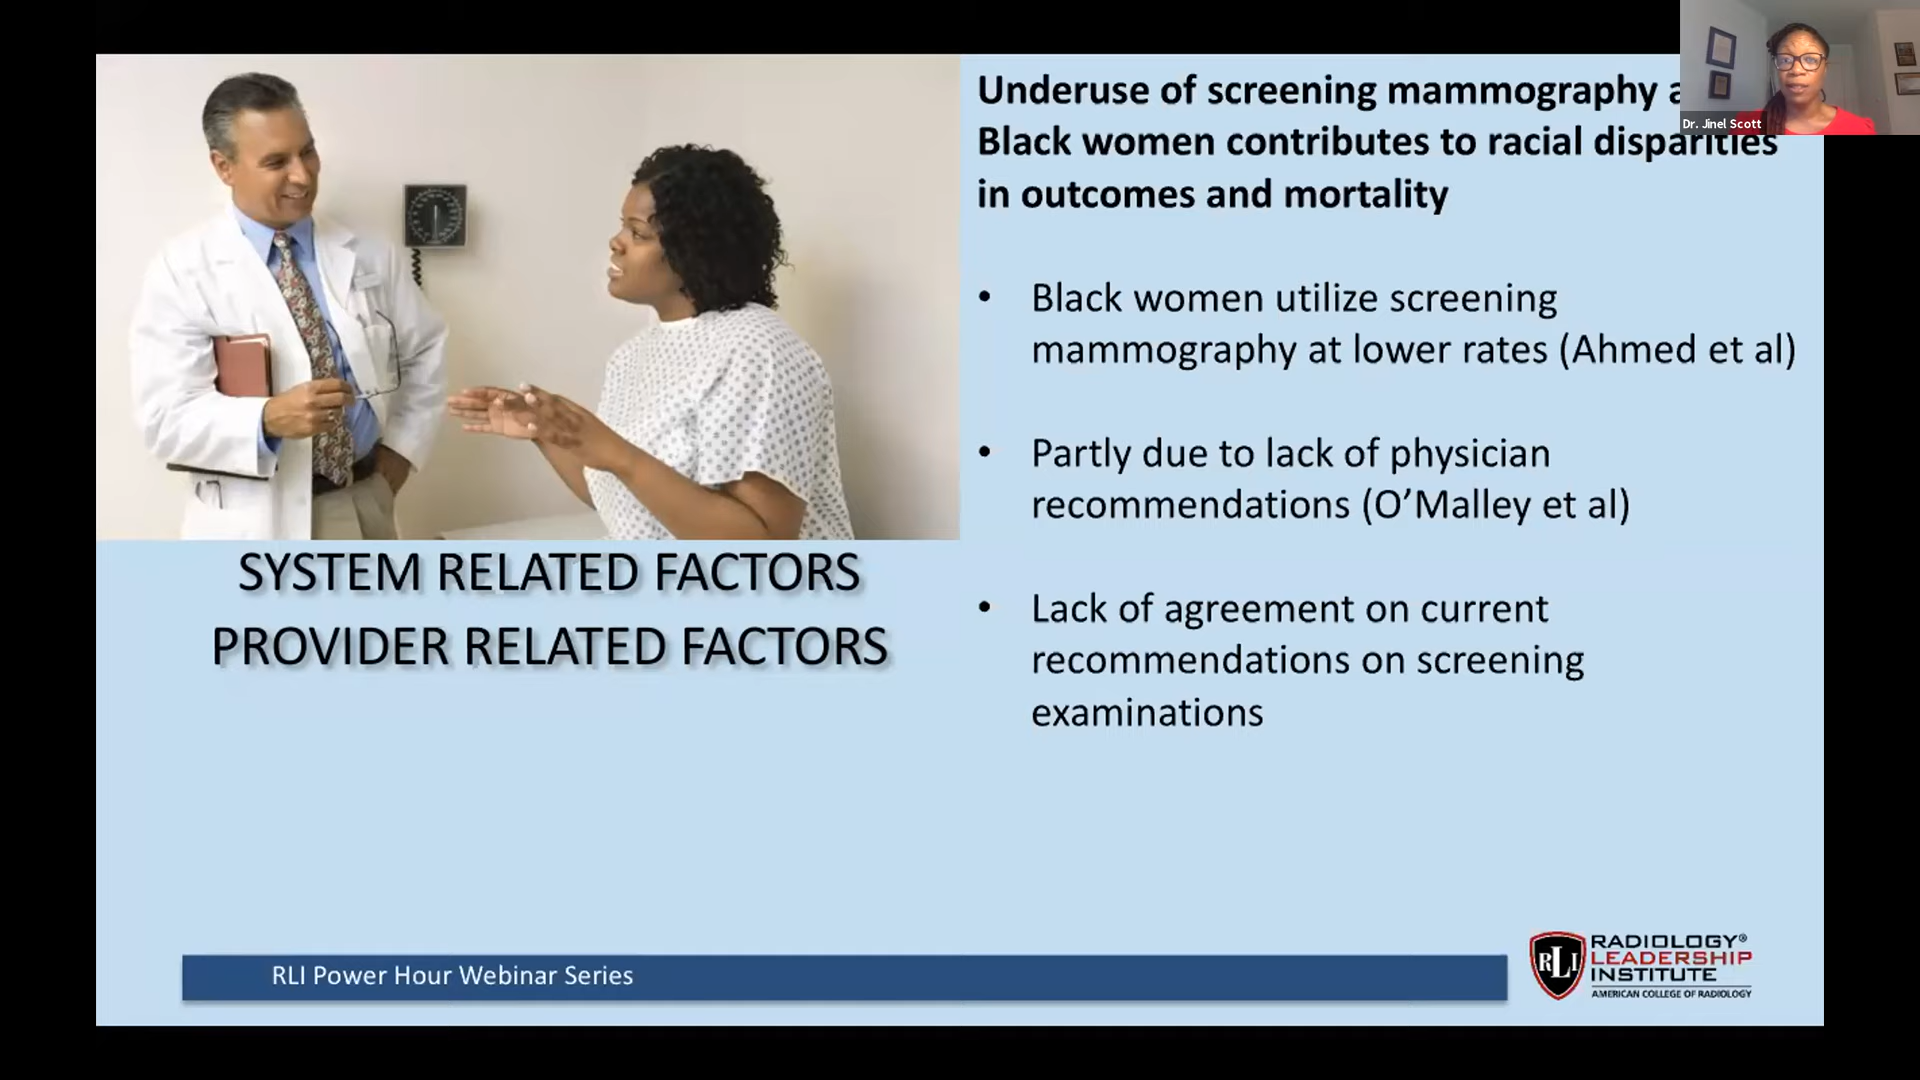 Underuse of screening mammography
Black women contributes to racial disparities
in outcomes and mortality
• Black women utilize screening
mammography at lower rates (Ahmed et al)
• Partly due to lack of physician
recommendations (O’Malley et al)
• Lack of agreement on current
recommendations on screening
examinations
SYSTEM RELATED FACTORS
PROVIDER RELATED FACTORS
RLI Power Hour Webinar Series
RLI
RADIOLOGY®
LEADERSHIP
INSTITUTE
AMERICAN COLLEGE OF RADIOLOGY
Dr. Jinel Scott